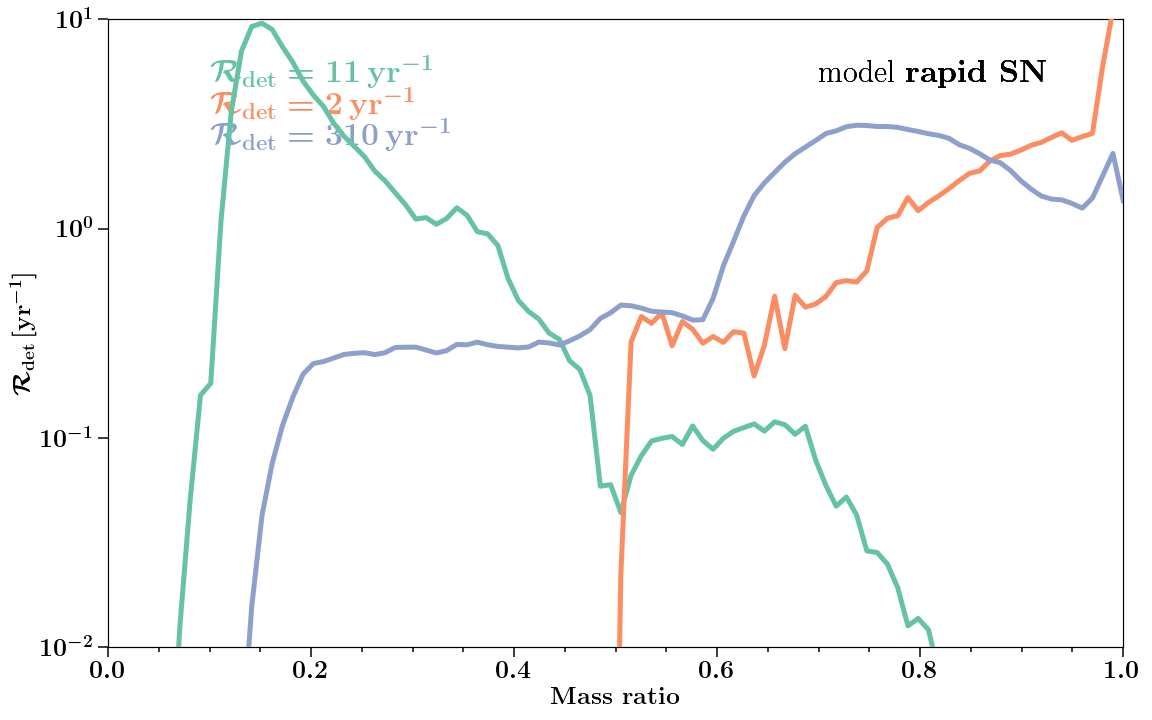 10¹
ℛ_det = 11 yr⁻¹
model rapid SN
ℛ_det = 2 yr⁻¹
ℛ_det = 310 yr⁻¹
10⁰
ℛ_det [yr⁻¹]
10⁻¹
10⁻²
0.0 0.2 0.4 0.6 0.8 1.0
Mass ratio